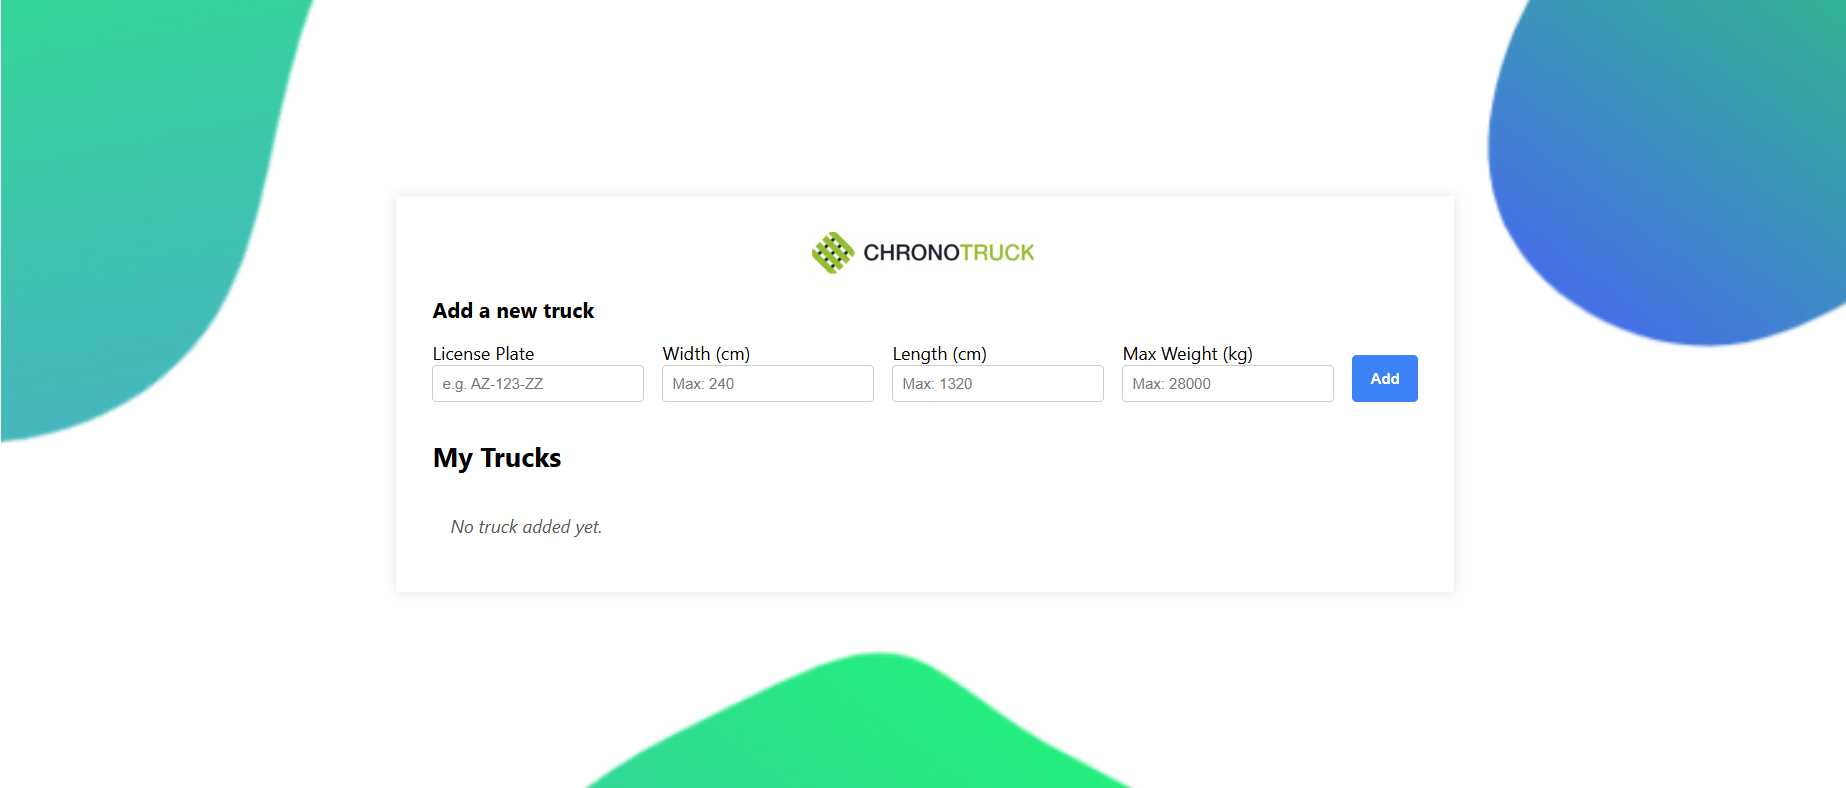 CHRONOTRUCK
Add a new truck
License Plate Width (cm) Length (cm) Max Weight (kg)
e.g. AZ-123-ZZ Max: 240 Max: 1320 Max: 28000 Add
My Trucks
No truck added yet.